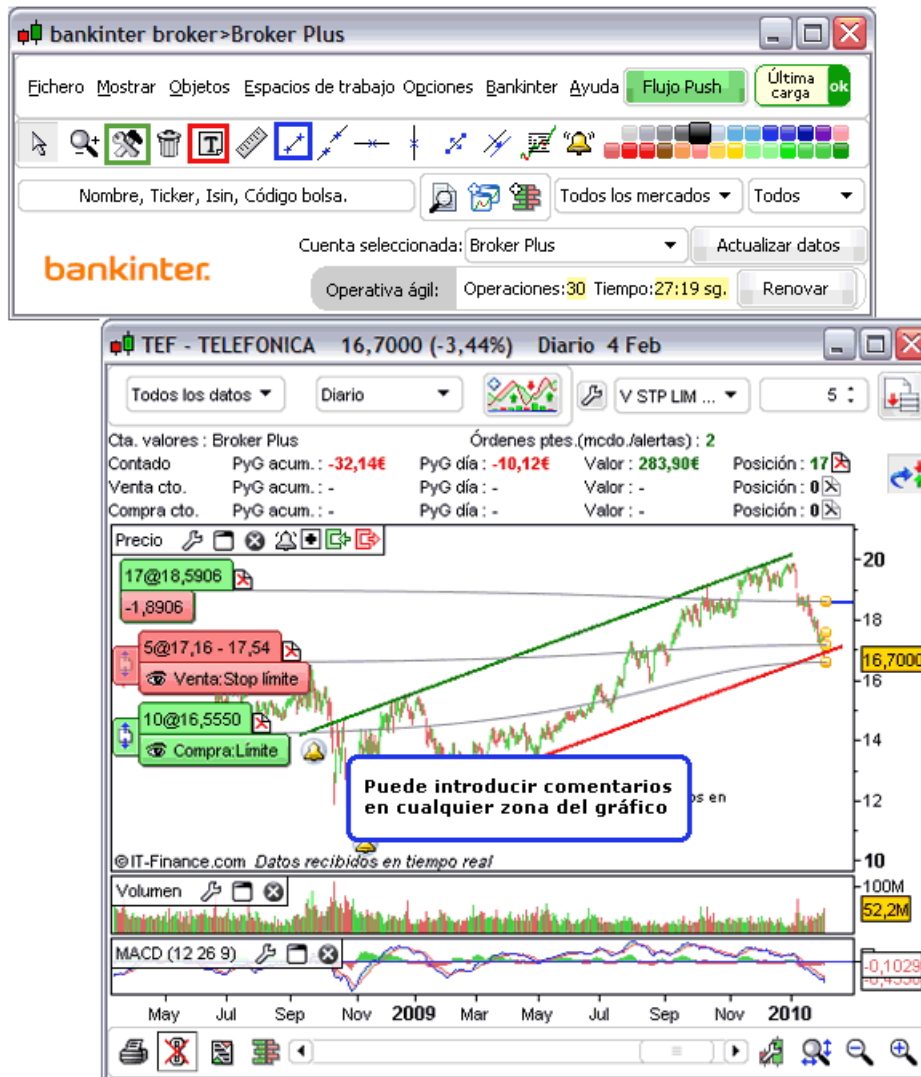 bankinter broker>Broker Plus
Fichero Mostrar Objetos Espacios de trabajo Opciones Bankinter Ayuda Flujo Push Última carga ok
T
Nombre, Ticker, Isin, Código bolsa. Todos los mercados Todos
Cuenta seleccionada: Broker Plus Actualizar datos
bankinter.
Operativa ágil: Operaciones:30 Tiempo:27:19 sg. Renovar
TEF - TELEFONICA 16,7000 (-3,44%) Diario 4 Feb
Todos los datos Diario V STP LIM ... 5
Cta. valores : Broker Plus Órdenes ptes.(mcdo./alertas) : 2
Contado PyG acum. : -32,14€ PyG día : -10,12€ Valor : 283,90€ Posición : 17
Venta cto. PyG acum. : - PyG día : - Valor : - Posición : 0
Compra cto. PyG acum. : - PyG día : - Valor : - Posición : 0
Precio
20
17@18,5906
-1,8906
18
5@17,16 - 17,54
16,7000
Venta:Stop límite
16
10@16,5550
14
Compra:Límite
Puede introducir comentarios
en cualquier zona del gráfico
os en
12
©IT-Finance.com Datos recibidos en tiempo real
10
Volumen
100M
52,2M
MACD (12 26 9)
-0,1029
May Jul Sep Nov 2009 Mar May Jul Sep Nov 2010